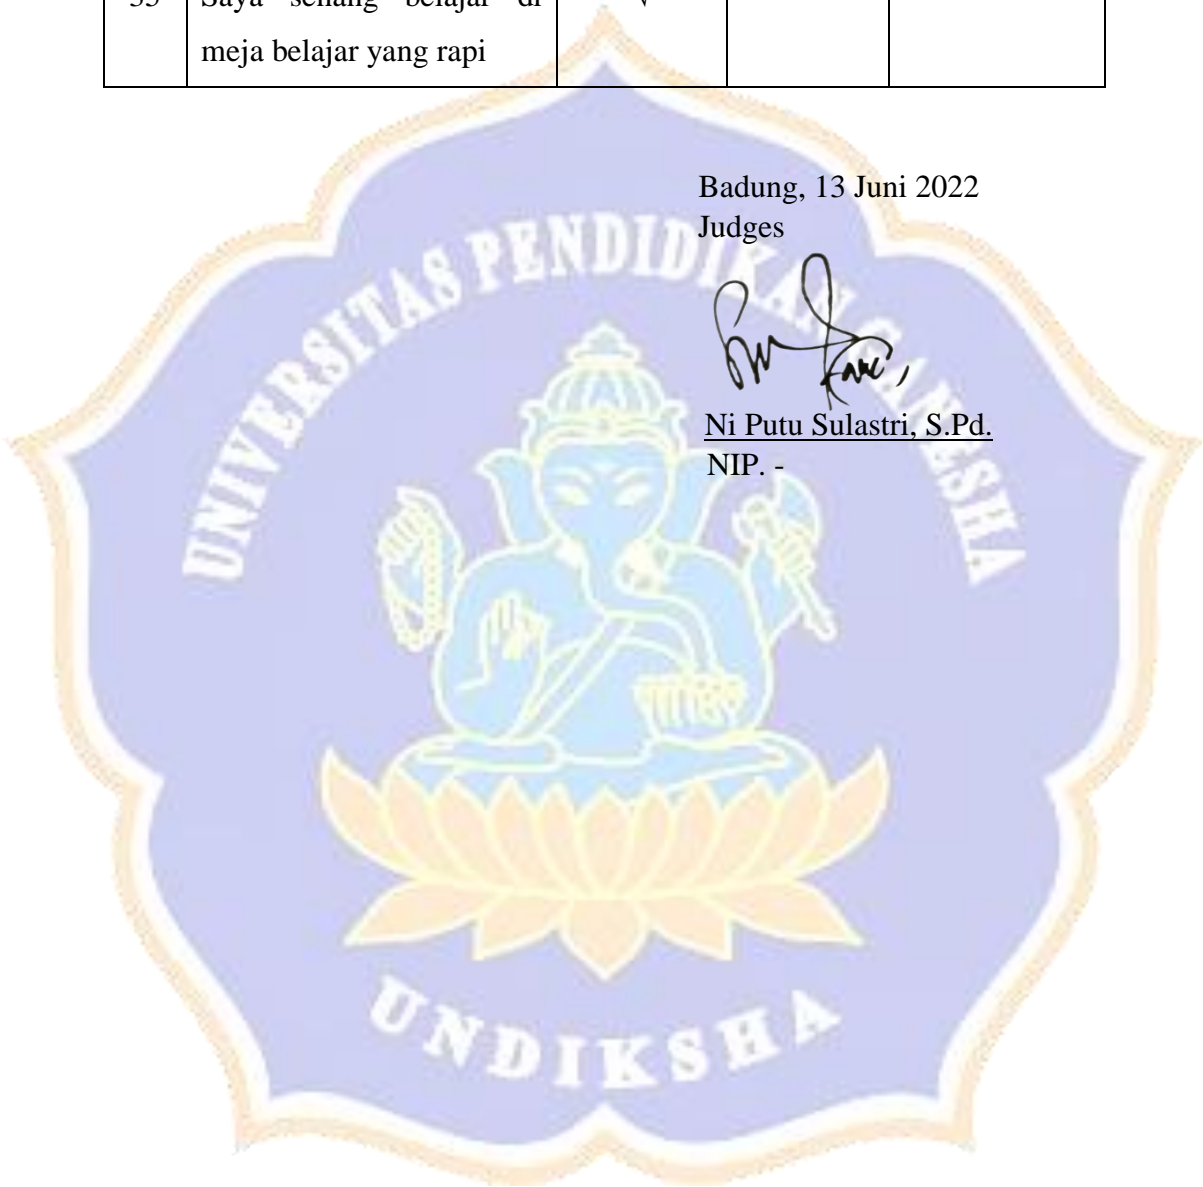 35 Saya senang belajar di √
meja belajar yang rapi
Badung, 13 Juni 2022
Judges
Ni Putu Sulastri, S.Pd.
NIP. -
UNIVERSITAS PENDIDIKAN GANESHA
UNDIKSHA